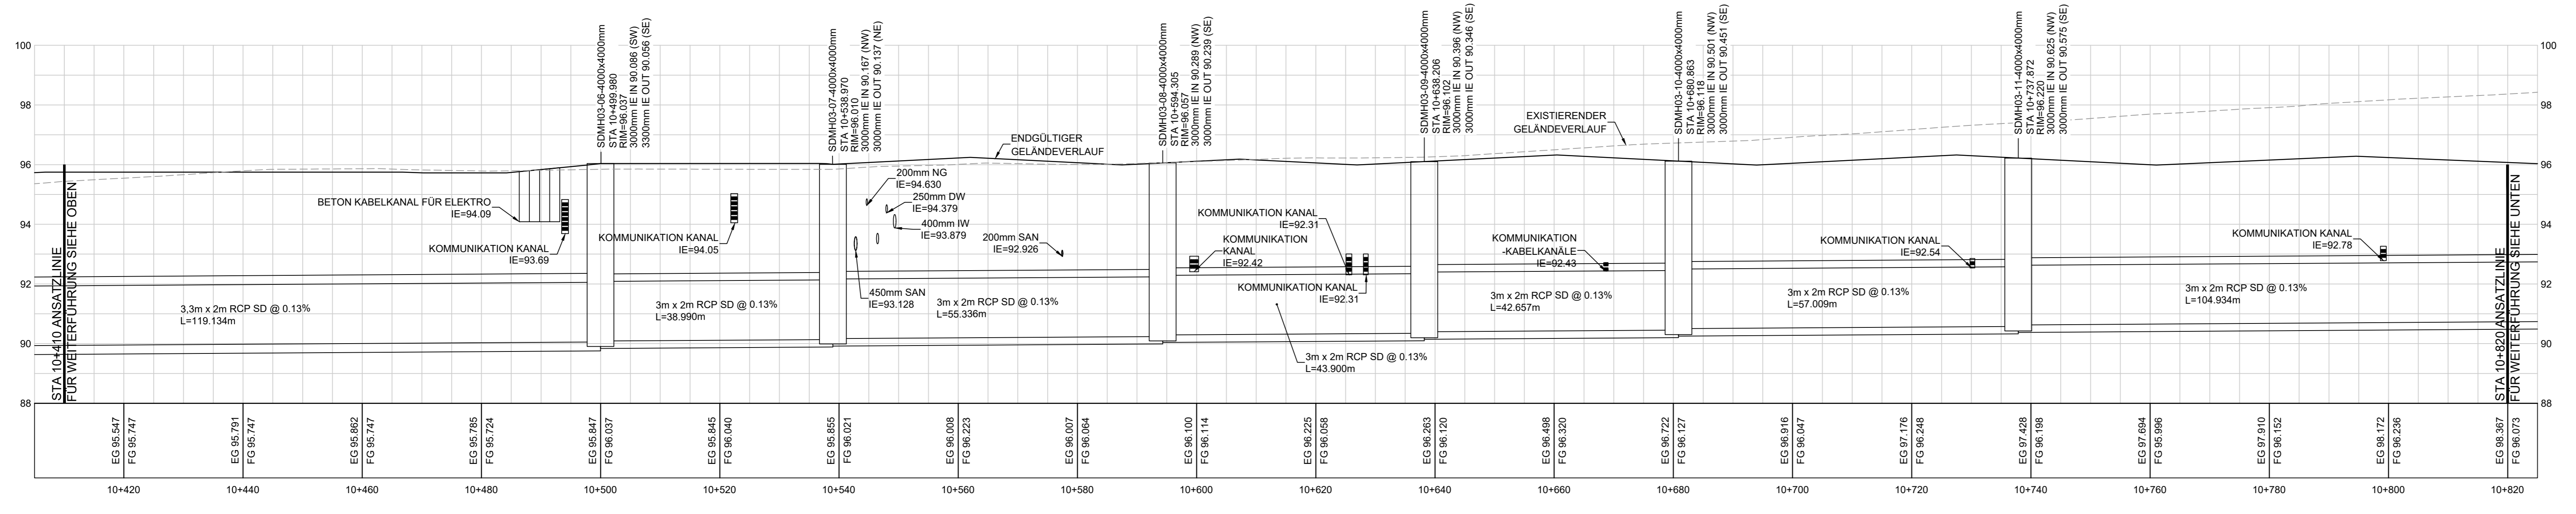 SDMH03-06-4000x4000mm
STA 10+499.980
RIM=96.037
3000mm IE IN 90.086 (SW)
3300mm IE OUT 90.056 (SE)
SDMH03-07-4000x4000mm
STA 10+538.970
RIM=96.010
3000mm IE IN 90.167 (NW)
3000mm IE OUT 90.137 (NE)
SDMH03-08-4000x4000mm
STA 10+594.305
RIM=96.057
3000mm IE IN 90.289 (NW)
3000mm IE OUT 90.239 (SE)
SDMH03-09-4000x4000mm
STA 10+638.206
RIM=96.102
3000mm IE IN 90.396 (NW)
3000mm IE OUT 90.346 (SE)
SDMH03-10-4000x4000mm
STA 10+680.863
RIM=96.118
3000mm IE IN 90.501 (NW)
3000mm IE OUT 90.451 (SE)
SDMH03-11-4000x4000mm
STA 10+737.872
RIM=96.220
3000mm IE IN 90.625 (NW)
3000mm IE OUT 90.575 (SE)
100
98
96
94
92
90
88
100
98
96
94
92
90
88
STA 10+410 ANSATZLINIE
FÜR WEITERFÜHRUNG SIEHE OBEN
BETON KABELKANAL FÜR ELEKTRO
IE=94.09
KOMMUNIKATION KANAL
IE=93.69
KOMMUNIKATION KANAL
IE=94.05
200mm NG
IE=94.630
250mm DW
IE=94.379
400mm IW
IE=93.879
450mm SAN
IE=93.128
200mm SAN
IE=92.926
ENDGÜLTIGER
GELÄNDEVERLAUF
KOMMUNIKATION KANAL
IE=92.31
KOMMUNIKATION
KANAL
IE=92.42
KOMMUNIKATION KANAL
IE=92.31
EXISTIERENDER
GELÄNDEVERLAUF
KOMMUNIKATION
-KABELKANÄLE
IE=92.43
KOMMUNIKATION KANAL
IE=92.54
KOMMUNIKATION KANAL
IE=92.78
3,3m x 2m RCP SD @ 0.13%
L=119.134m
3m x 2m RCP SD @ 0.13%
L=38.990m
3m x 2m RCP SD @ 0.13%
L=55.336m
3m x 2m RCP SD @ 0.13%
L=43.900m
3m x 2m RCP SD @ 0.13%
L=42.657m
3m x 2m RCP SD @ 0.13%
L=57.009m
3m x 2m RCP SD @ 0.13%
L=104.934m
STA 10+820 ANSATZLINIE
FÜR WEITERFÜHRUNG SIEHE UNTEN
EG 95.547
FG 95.747
EG 95.791
FG 95.747
EG 95.862
FG 95.747
EG 95.785
FG 95.724
EG 95.847
FG 96.037
EG 95.845
FG 96.040
EG 95.855
FG 96.021
EG 96.008
FG 96.223
EG 96.007
FG 96.064
EG 96.100
FG 96.114
EG 96.225
FG 96.058
EG 96.263
FG 96.120
EG 96.498
FG 96.320
EG 96.722
FG 96.127
EG 96.916
FG 96.047
EG 97.176
FG 96.248
EG 97.428
FG 96.198
EG 97.694
FG 95.996
EG 97.910
FG 96.152
EG 98.172
FG 96.236
EG 98.367
FG 96.073
10+420
10+440
10+460
10+480
10+500
10+520
10+540
10+560
10+580
10+600
10+620
10+640
10+660
10+680
10+700
10+720
10+740
10+760
10+780
10+800
10+820